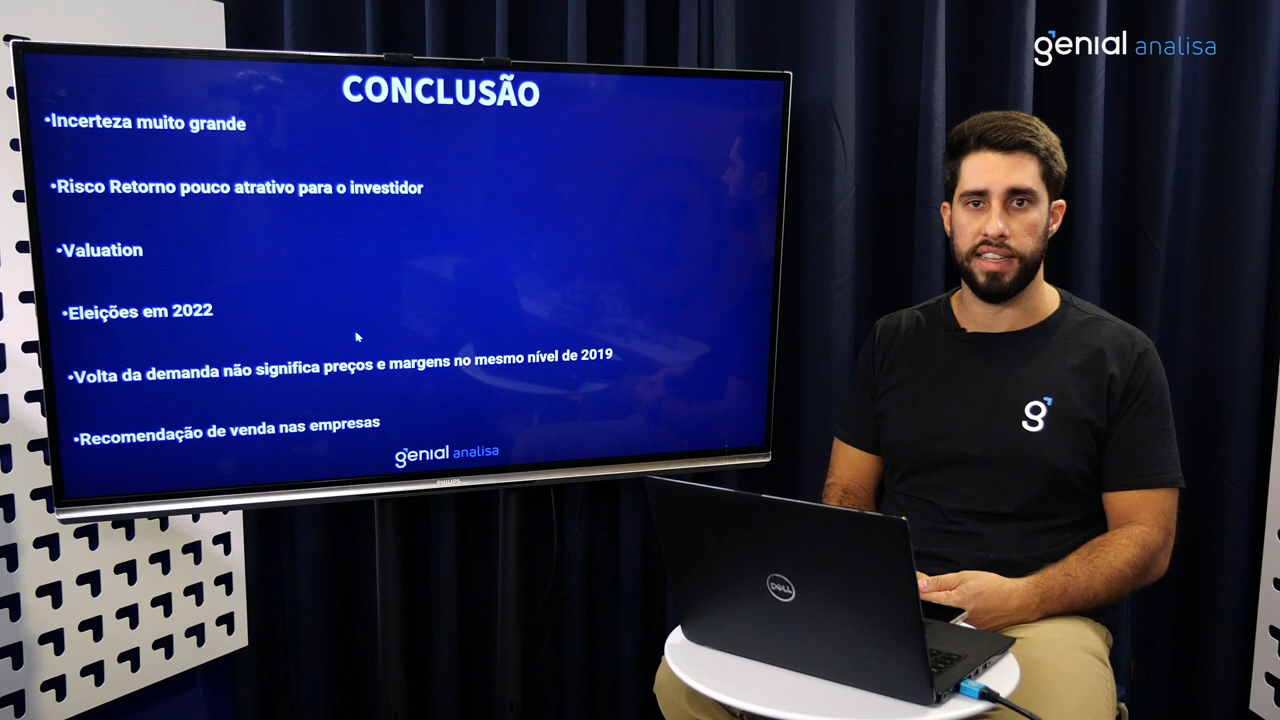 CONCLUSÃO
•Incerteza muito grande
•Risco Retorno pouco atrativo para o investidor
•Valuation
•Eleições em 2022
•Volta da demanda não significa preços e margens no mesmo nível de 2019
•Recomendação de venda nas empresas
genial analisa
PHILIPS
genial analisa
g
DELL